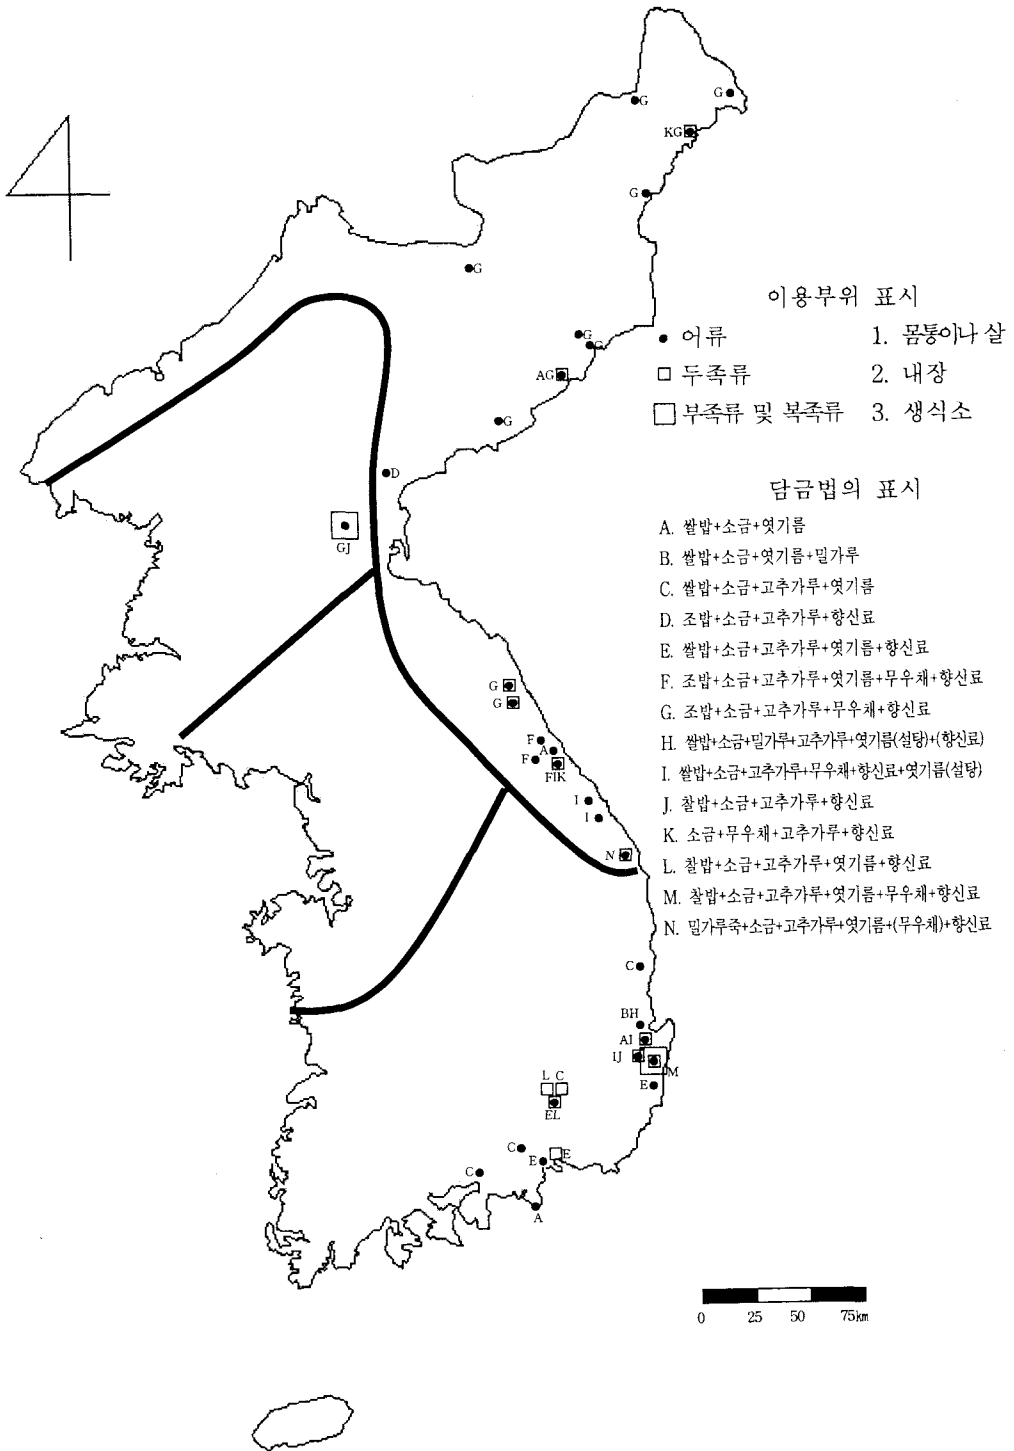 G
G
KG
G
G
G
G
AG
G
D
GJ
G
G
F
A
F
FIK
I
I
N
C
BH
AI
IJ
M
E
L C
EL
C
E
E
C
A
이용부위 표시
어류
1. 몸통이나 살
두족류
2. 내장
부족류 및 복족류
3. 생식소
담금법의 표시
A. 쌀밥+소금+엿기름
B. 쌀밥+소금+엿기름+밀가루
C. 쌀밥+소금+고추가루+엿기름
D. 조밥+소금+고추가루+향신료
E. 쌀밥+소금+고추가루+엿기름+향신료
F. 조밥+소금+고추가루+엿기름+무우채+향신료
G. 조밥+소금+고추가루+무우채+향신료
H. 쌀밥+소금+밀가루+고추가루+엿기름(설탕)+(향신료)
I. 쌀밥+소금+고추가루+무우채+향신료+엿기름(설탕)
J. 찰밥+소금+고추가루+향신료
K. 소금+무우채+고추가루+향신료
L. 찰밥+소금+고추가루+엿기름+향신료
M. 찰밥+소금+고추가루+엿기름+무우채+향신료
N. 밀가루죽+소금+고추가루+엿기름+(무우채)+향신료
0 25 50 75km